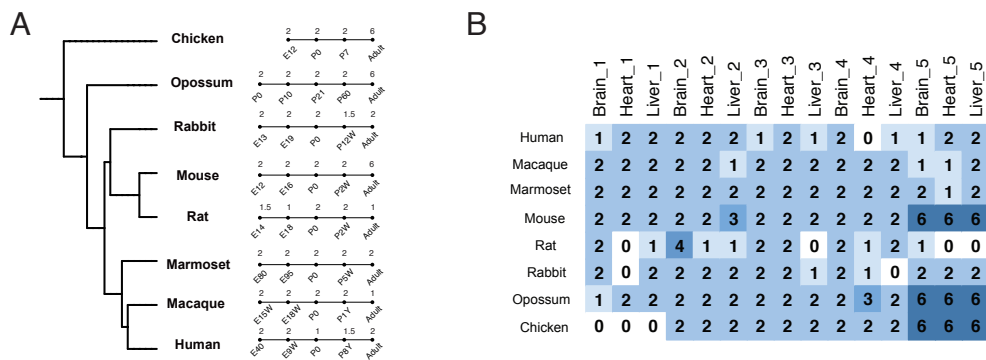 A
Chicken
2 2 2 6
E12 P0 P7 Adult
Opossum
2 2 2 2 6
P0 P10 P21 P60 Adult
Rabbit
2 2 2 1.5 2
E13 E19 P0 P12W Adult
Mouse
2 2 2 2 6
E12 E16 P0 P2W Adult
Rat
1.5 1 2 2 1
E14 E18 P0 P2W Adult
Marmoset
2 2 2 2 2
E80 E95 P0 P5W Adult
Macaque
2 2 2 2 1
E15W E18W P0 P1Y Adult
Human
2 2 1 1.5 2
E40 E9W P0 P8Y Adult
B
Brain_1 Heart_1 Liver_1 Brain_2 Heart_2 Liver_2 Brain_3 Heart_3 Liver_3 Brain_4 Heart_4 Liver_4 Brain_5 Heart_5 Liver_5
Human 1 2 2 2 2 2 1 2 1 2 0 1 1 2 2
Macaque 2 2 2 2 2 1 2 2 2 2 2 2 1 1 2
Marmoset 2 2 2 2 2 2 2 2 2 2 2 2 2 1 2
Mouse 2 2 2 2 2 3 2 2 2 2 2 2 6 6 6
Rat 2 0 1 4 1 1 2 2 0 2 1 2 1 0 0
Rabbit 2 0 2 2 2 2 2 2 1 2 1 0 2 2 2
Opossum 1 2 2 2 2 2 2 2 2 2 3 2 6 6 6
Chicken 0 0 0 2 2 2 2 2 2 2 2 2 6 6 6